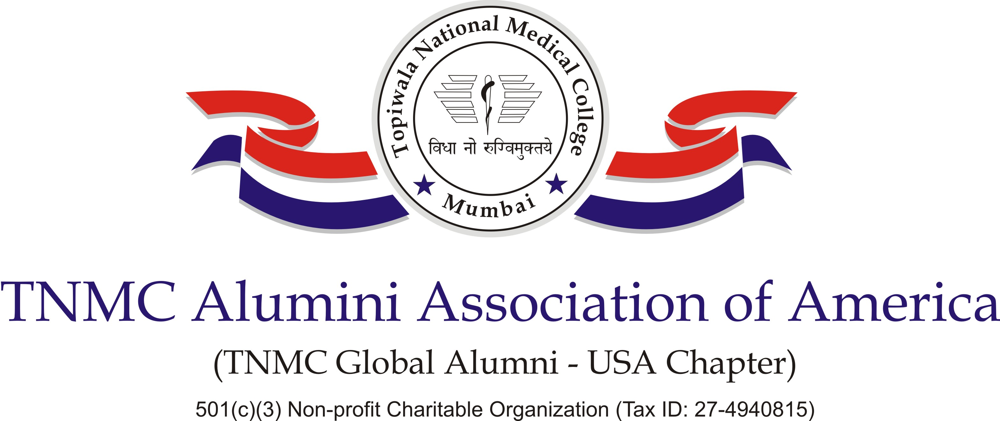 Topiwala National Medical College
विधा नो रुग्विमुक्तये
Mumbai
TNMC Alumini Association of America
(TNMC Global Alumni - USA Chapter)
501(c)(3) Non-profit Charitable Organization (Tax ID: 27-4940815)